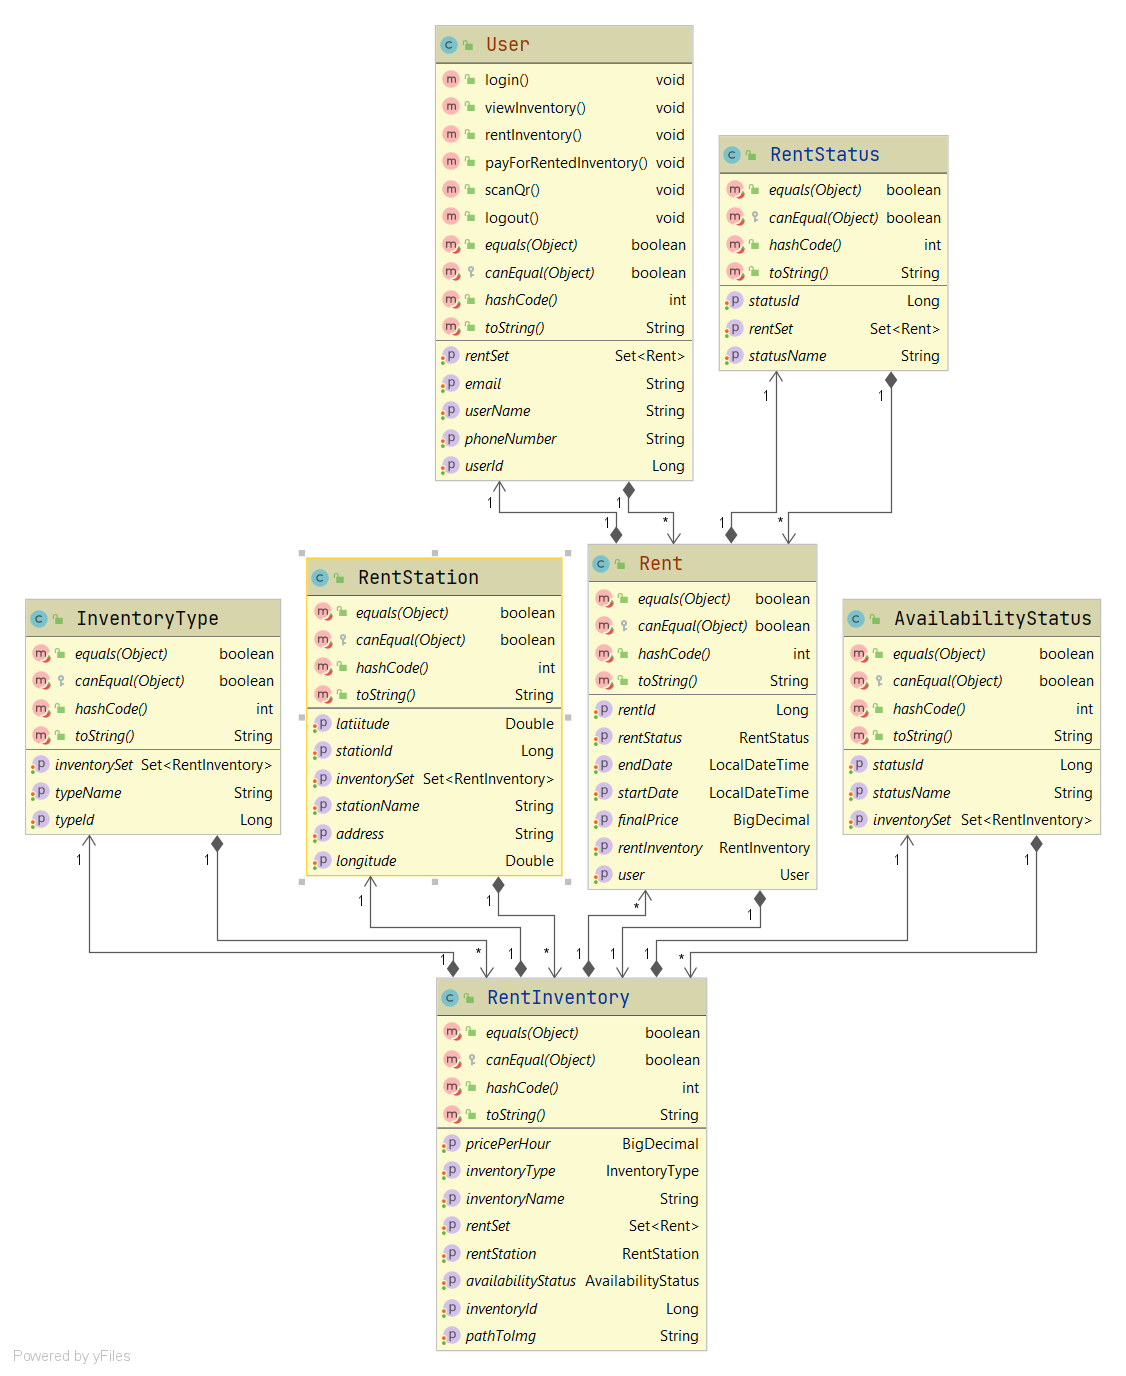 User
login() void
viewInventory() void
rentInventory() void
payForRentedInventory() void
scanQr() void
logout() void
equals(Object) boolean
canEqual(Object) boolean
hashCode() int
toString() String
rentSet Set<Rent>
email String
userName String
phoneNumber String
userId Long
RentStatus
equals(Object) boolean
canEqual(Object) boolean
hashCode() int
toString() String
statusId Long
rentSet Set<Rent>
statusName String
1
1
1
1
*
1
1
*
InventoryType
equals(Object) boolean
canEqual(Object) boolean
hashCode() int
toString() String
inventorySet Set<RentInventory>
typeName String
typeId Long
RentStation
equals(Object) boolean
canEqual(Object) boolean
hashCode() int
toString() String
latiitude Double
stationId Long
inventorySet Set<RentInventory>
stationName String
address String
longitude Double
Rent
equals(Object) boolean
canEqual(Object) boolean
hashCode() int
toString() String
rentId Long
rentStatus RentStatus
endDate LocalDateTime
startDate LocalDateTime
finalPrice BigDecimal
rentInventory RentInventory
user User
AvailabilityStatus
equals(Object) boolean
canEqual(Object) boolean
hashCode() int
toString() String
statusId Long
statusName String
inventorySet Set<RentInventory>
1
1
1
1
*
1
1
1
1
*
1
*
1
1
1
*
RentInventory
equals(Object) boolean
canEqual(Object) boolean
hashCode() int
toString() String
pricePerHour BigDecimal
inventoryType InventoryType
inventoryName String
rentSet Set<Rent>
rentStation RentStation
availabilityStatus AvailabilityStatus
inventoryId Long
pathToImg String
Powered by yFiles